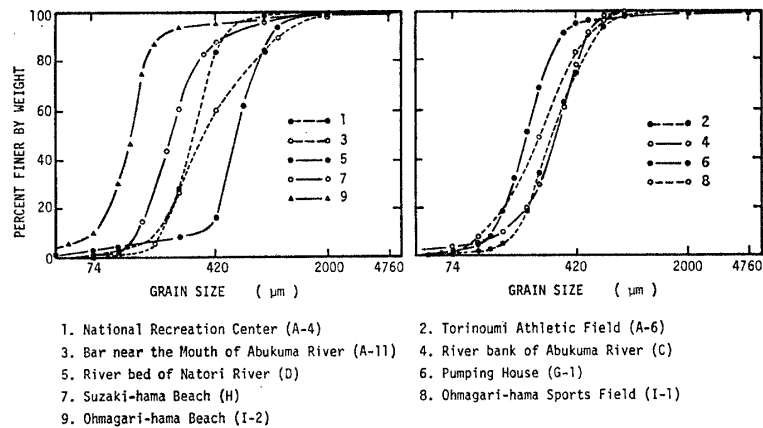 PERCENT FINER BY WEIGHT
100
80
60
40
20
0
1
3
5
7
9
74 420 2000 4760
GRAIN SIZE ( μm )
2
4
6
8
74 420 2000 4760
GRAIN SIZE ( μm )
1. National Recreation Center (A-4)
3. Bar near the Mouth of Abukuma River (A-11)
5. River bed of Natori River (D)
7. Suzaki-hama Beach (H)
9. Ohmagari-hama Beach (I-2)
2. Torinoumi Athletic Field (A-6)
4. River bank of Abukuma River (C)
6. Pumping House (G-1)
8. Ohmagari-hama Sports Field (I-1)